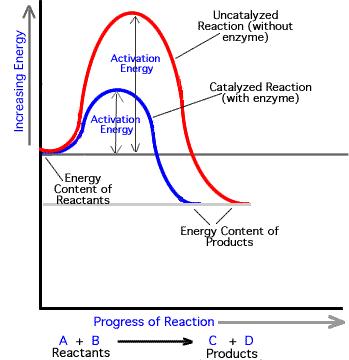 Increasing Energy
Uncatalyzed
Reaction (without
enzyme)
Activation
Energy
Catalyzed Reaction
(with enzyme)
Activation
Energy
Energy
Content of
Reactants
Energy Content of
Products
Progress of Reaction
A + B C + D
Reactants Products